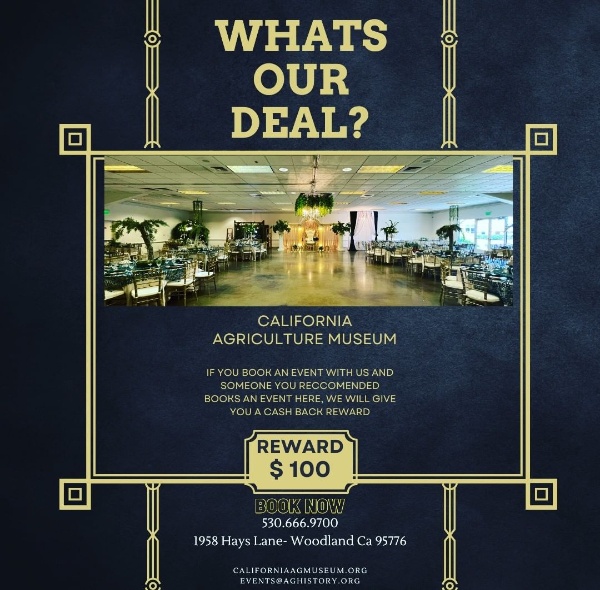 WHATS
OUR
DEAL?
CALIFORNIA
AGRICULTURE MUSEUM
IF YOU BOOK AN EVENT WITH US AND
SOMEONE YOU RECCOMENED
BOOKS AN EVENT HERE, WE WILL GIVE
YOU A CASH BACK REWARD
REWARD
$ 100
BOOK NOW
530.666.9700
1958 Hays Lane- Woodland Ca 95776
CALIFORNIAAGMUSEUM.ORG
EVENTS@AGHISTORY.ORG